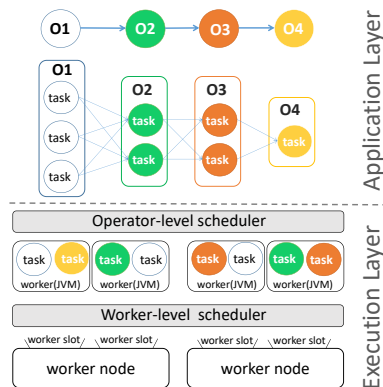 O1 O2 O3 O4
O1
task
task
task
O2
task
task
O3
task
task
O4
task
Application Layer
Operator-level scheduler
task task
worker(JVM)
task task
worker(JVM)
task task
worker(JVM)
task task
worker(JVM)
Worker-level scheduler
worker slot worker slot
worker node
worker slot worker slot
worker node
Execution Layer